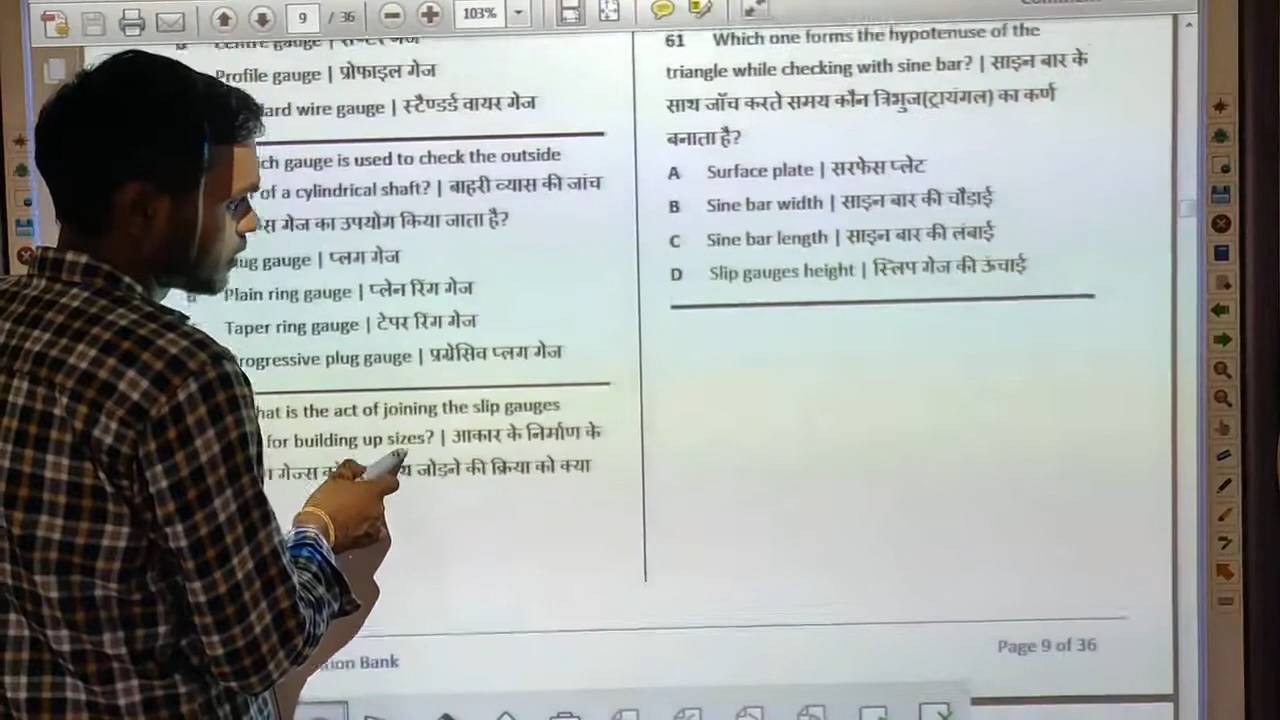 9 / 36
103%
Profile gauge | प्रोफाइल गेज
ard wire gauge | स्टैण्डर्ड वायर गेज
ich gauge is used to check the outside
of a cylindrical shaft? | बाहरी व्यास की जांच
स गेज का उपयोग किया जाता है?
ug gauge | प्लग गेज
Plain ring gauge | प्लेन रिंग गेज
Taper ring gauge | टेपर रिंग गेज
rogressive plug gauge | प्रग्रेसिव प्लग गेज
hat is the act of joining the slip gauges
for building up sizes? | आकार के निर्माण के
गेज्स
जोड़ने की क्रिया को क्या
61 Which one forms the hypotenuse of the
triangle while checking with sine bar? | साइन बार के
साथ जॉच करते समय कौन त्रिभुज(ट्रायंगल) का कर्ण
बनाता है?
A Surface plate | सरफेस प्लेट
B Sine bar width | साइन बार की चौड़ाई
C Sine bar length | साइन बार की लंबाई
D Slip gauges height | स्लिप गेज की ऊंचाई
ion Bank
Page 9 of 36